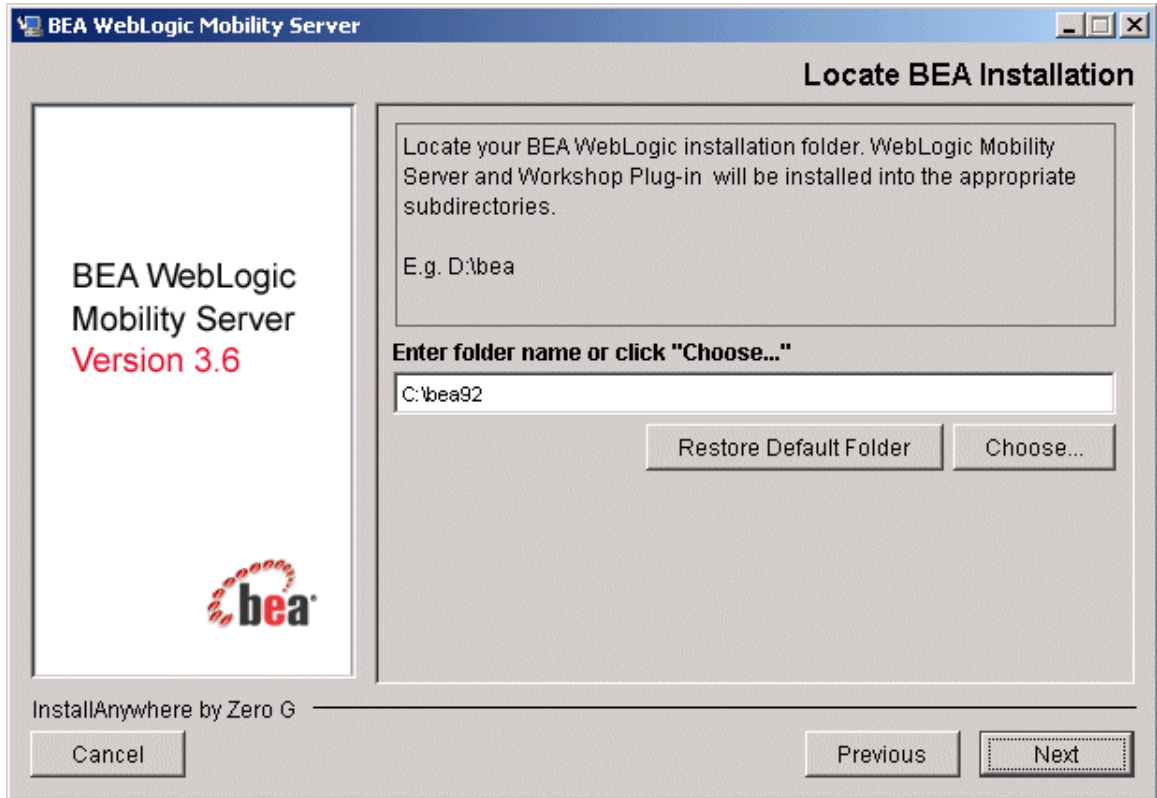 BEA WebLogic Mobility Server
Locate BEA Installation
BEA WebLogic
Mobility Server
Version 3.6
bea
Locate your BEA WebLogic installation folder. WebLogic Mobility
Server and Workshop Plug-in will be installed into the appropriate
subdirectories.
E.g. D:\bea
Enter folder name or click "Choose..."
C:\bea92
Restore Default Folder
Choose...
InstallAnywhere by Zero G
Cancel
Previous
Next